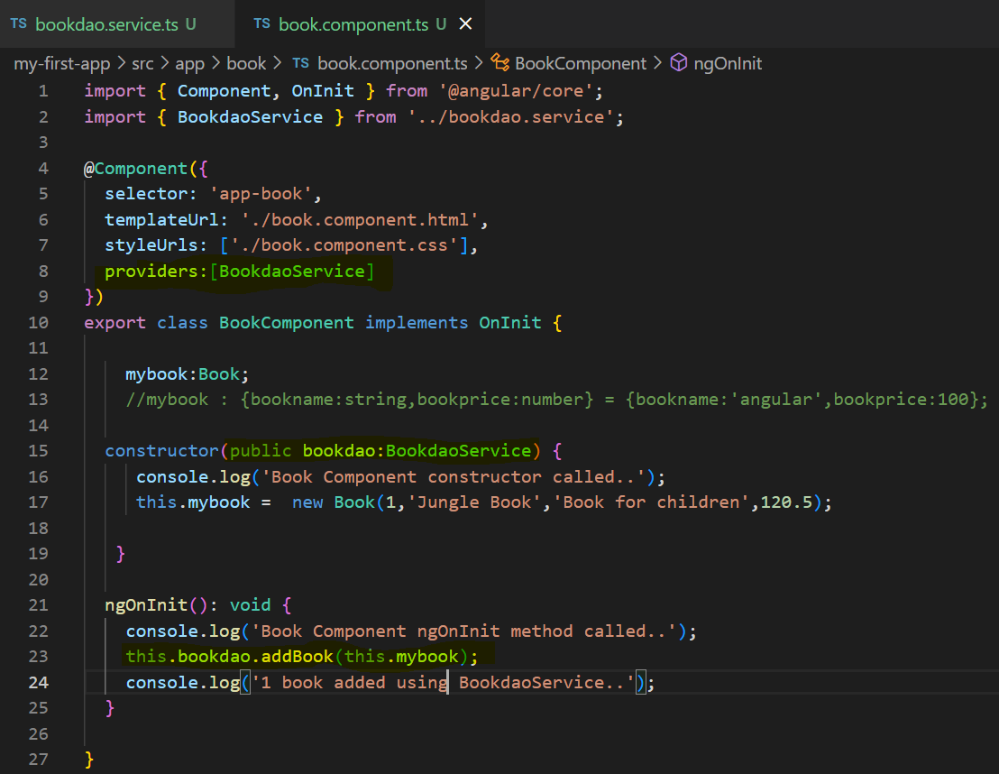 TS bookdao.service.ts U TS book.component.ts U ×
my-first-app > src > app > book > TS book.component.ts > BookComponent > ngOnInit
1 import { Component, OnInit } from '@angular/core';
2 import { BookdaoService } from '../bookdao.service';
3
4 @Component({
5 selector: 'app-book',
6 templateUrl: './book.component.html',
7 styleUrls: ['./book.component.css'],
8 providers:[BookdaoService]
9 })
10 export class BookComponent implements OnInit {
11
12 mybook:Book;
13 //mybook : {bookname:string,bookprice:number} = {bookname:'angular',bookprice:100};
14
15 constructor(public bookdao:BookdaoService) {
16 console.log('Book Component constructor called..');
17 this.mybook =  new Book(1,'Jungle Book','Book for children',120.5);
18
19 }
20
21 ngOnInit(): void {
22 console.log('Book Component ngOnInit method called..');
23 this.bookdao.addBook(this.mybook);
24 console.log('1 book added using BookdaoService..');
25 }
26
27 }